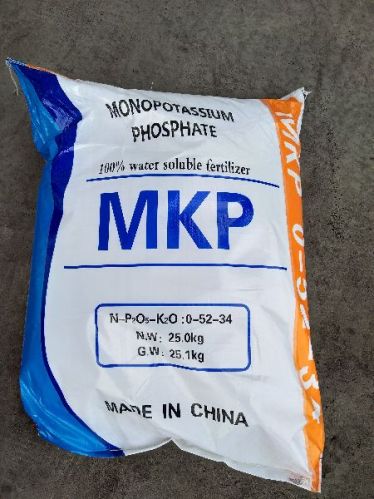 MONOPOTASSIUM
PHOSPHATE
100% water soluble fertilizer
MKP
N-P₂O₅-K₂O :0-52-34
N.W: 25.0kg
G.W: 25.1kg
MADE IN CHINA
MKP